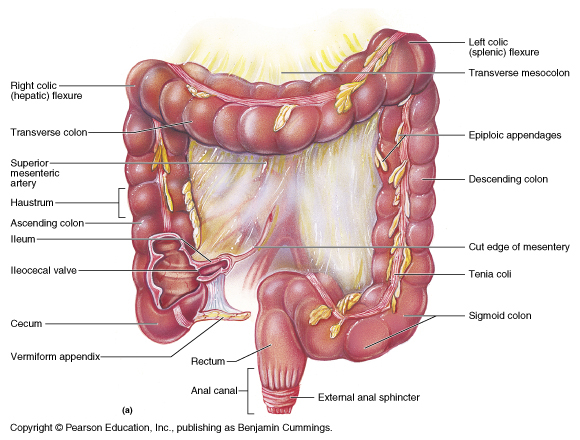 Right colic
(hepatic) flexure
Transverse colon
Superior
mesenteric
artery
Haustrum
Ascending colon
Ileum
Ileocecal valve
Cecum
Vermiform appendix
Left colic
(splenic) flexure
Transverse mesocolon
Epiploic appendages
Descending colon
Cut edge of mesentery
Tenia coli
Sigmoid colon
Rectum
Anal canal
External anal sphincter
(a)
Copyright © Pearson Education, Inc., publishing as Benjamin Cummings.